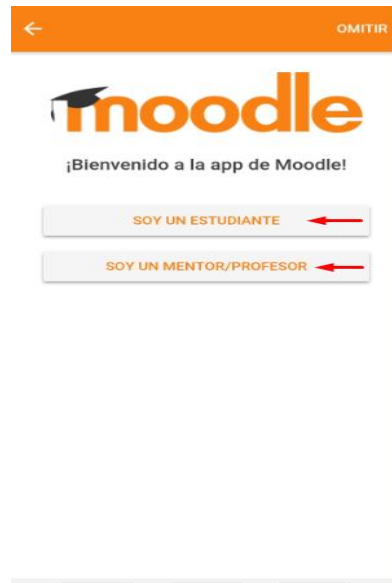 OMITIR
moodle
¡Bienvenido a la app de Moodle!
SOY UN ESTUDIANTE
SOY UN MENTOR/PROFESOR